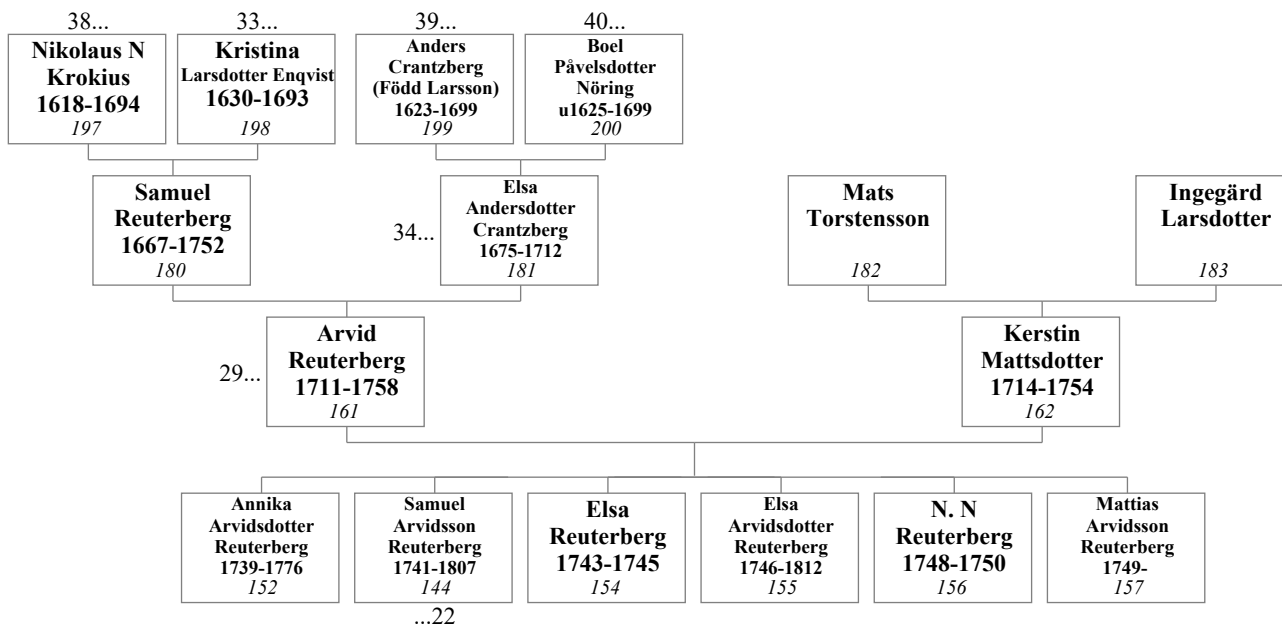 38...
33...
39...
40...
Nikolaus N
Krokius
1618-1694
197
Kristina
Larsdotter Enqvist
1630-1693
198
Anders
Crantzberg
(Född Larsson)
1623-1699
199
Boel
Påvelsdotter
Nöring
u1625-1699
200
Samuel
Reuterberg
1667-1752
180
34...
Elsa
Andersdotter
Crantzberg
1675-1712
181
Mats
Torstensson
182
Ingegärd
Larsdotter
183
29...
Arvid
Reuterberg
1711-1758
161
Kerstin
Mattsdotter
1714-1754
162
Annika
Arvidsdotter
Reuterberg
1739-1776
152
Samuel
Arvidsson
Reuterberg
1741-1807
144
Elsa
Reuterberg
1743-1745
154
Elsa
Arvidsdotter
Reuterberg
1746-1812
155
N. N
Reuterberg
1748-1750
156
Mattias
Arvidsson
Reuterberg
1749-
157
...22